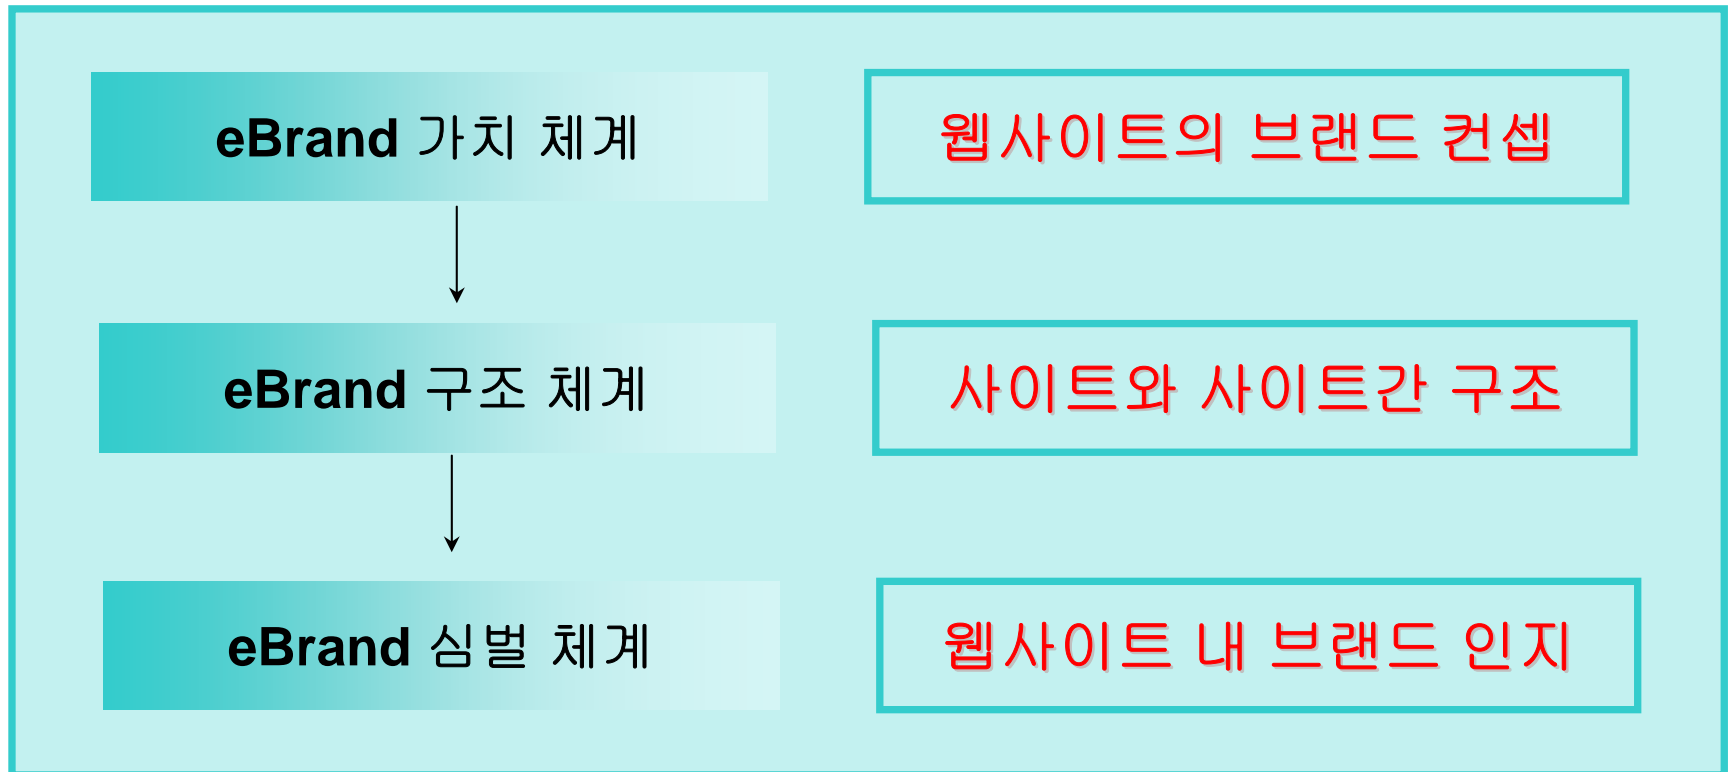 eBrand 가치 체계
웹사이트의 브랜드 컨셉
eBrand 구조 체계
사이트와 사이트간 구조
eBrand 심벌 체계
웹사이트 내 브랜드 인지